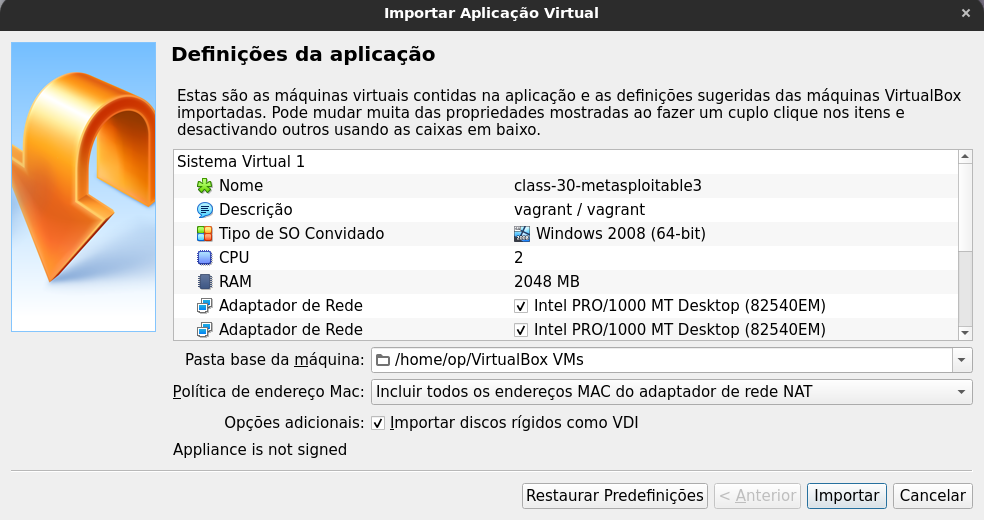 Importar Aplicação Virtual
Definições da aplicação
Estas são as máquinas virtuais contidas na aplicação e as definições sugeridas das máquinas VirtualBox
importadas. Pode mudar muita das propriedades mostradas ao fazer um cuplo clique nos itens e
desactivando outros usando as caixas em baixo.
Sistema Virtual 1
Nome class-30-metasploitable3
Descrição vagrant / vagrant
Tipo de SO Convidado Windows 2008 (64-bit)
CPU 2
RAM 2048 MB
Adaptador de Rede Intel PRO/1000 MT Desktop (82540EM)
Adaptador de Rede Intel PRO/1000 MT Desktop (82540EM)
Pasta base da máquina: /home/op/VirtualBox VMs
Política de endereço Mac: Incluir todos os endereços MAC do adaptador de rede NAT
Opções adicionais: Importar discos rígidos como VDI
Appliance is not signed
Restaurar Predefinições < Anterior Importar Cancelar